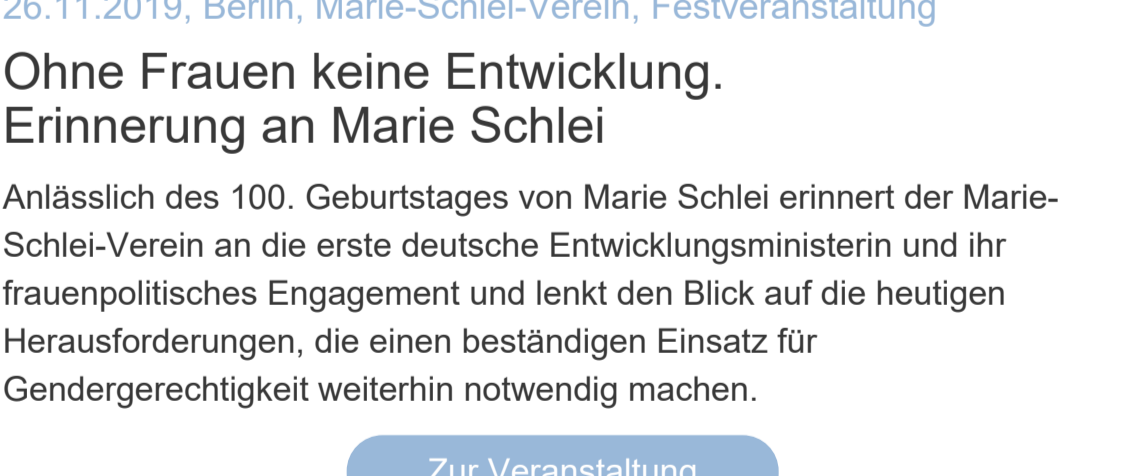 26.11.2019, Berlin, Marie-Schlei-Verein, Festveranstaltung
Ohne Frauen keine Entwicklung.
Erinnerung an Marie Schlei
Anlässlich des 100. Geburtstages von Marie Schlei erinnert der Marie-
Schlei-Verein an die erste deutsche Entwicklungsministerin und ihr
frauenpolitisches Engagement und lenkt den Blick auf die heutigen
Herausforderungen, die einen beständigen Einsatz für
Gendergerechtigkeit weiterhin notwendig machen.
Zur Veranstaltung